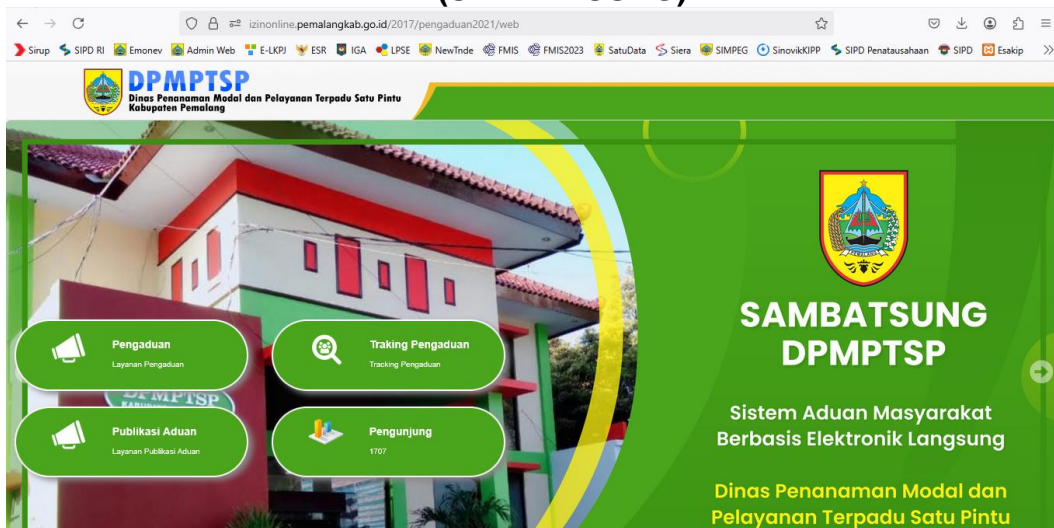 izinonline.pemalangkab.go.id/2017/pengaduan2021/web
Sirup SIPD RI Emonev Admin Web E-LKPJ ESR IGA LPSE NewTnde FMIS FMIS2023 SatuData Siera SIMPEG SinovikKIPP SIPD Penatausahaan SIPD Esakip
DPMPTSP
Dinas Penanaman Modal dan Pelayanan Terpadu Satu Pintu
Kabupaten Pemalang
Pengaduan
Layanan Pengaduan
Traking Pengaduan
Tracking Pengaduan
DPMPTSP
Publikasi Aduan
Layanan Publikasi Aduan
Pengunjung
1707
SAMBATSUNG
DPMPTSP
Sistem Aduan Masyarakat
Berbasis Elektronik Langsung
Dinas Penanaman Modal dan
Pelayanan Terpadu Satu Pintu